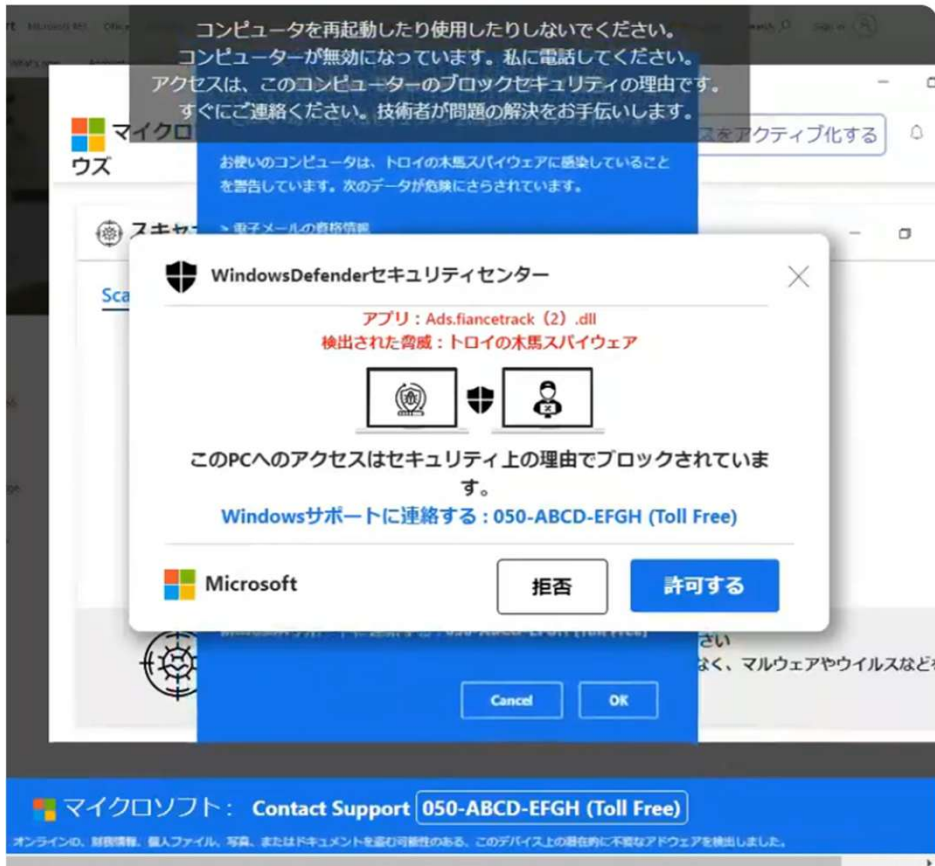 コンピュータを再起動したり使用したりしないでください。
コンピューターが無効になっています。私に電話してください。
アクセスは、このコンピューターのブロックセキュリティの理由です。
すぐにご連絡ください。技術者が問題の解決をお手伝いします。
マイクロ
ウズ
スをアクティブ化する
お使いのコンピュータは、トロイの木馬スパイウェアに感染していること
を警告しています。次のデータが危険にさらされています。
> 電子メールの資格情報
スキャ
Sca
WindowsDefenderセキュリティセンター
アプリ：Ads.fiancetrack（2）.dll
検出された脅威：トロイの木馬スパイウェア
このPCへのアクセスはセキュリティ上の理由でブロックされていま
す。
Windowsサポートに連絡する：050-ABCD-EFGH (Toll Free)
Microsoft
拒否
許可する
さい
なく、マルウェアやウイルスなどを
Cancel
OK
マイクロソフト： Contact Support 050-ABCD-EFGH (Toll Free)
オンラインID、財務情報、個人ファイル、写真、またはドキュメントを盗む可能性のある、このデバイス上の潜在的に不要なアドウェアを検出しました。